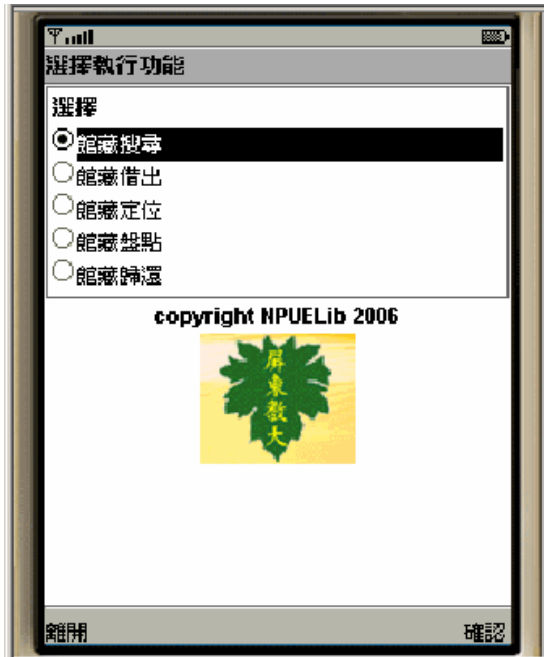 選擇執行功能
選擇
館藏搜尋
館藏借出
館藏定位
館藏盤點
館藏歸還
copyright NPUELib 2006
屏東教大
離開
確認